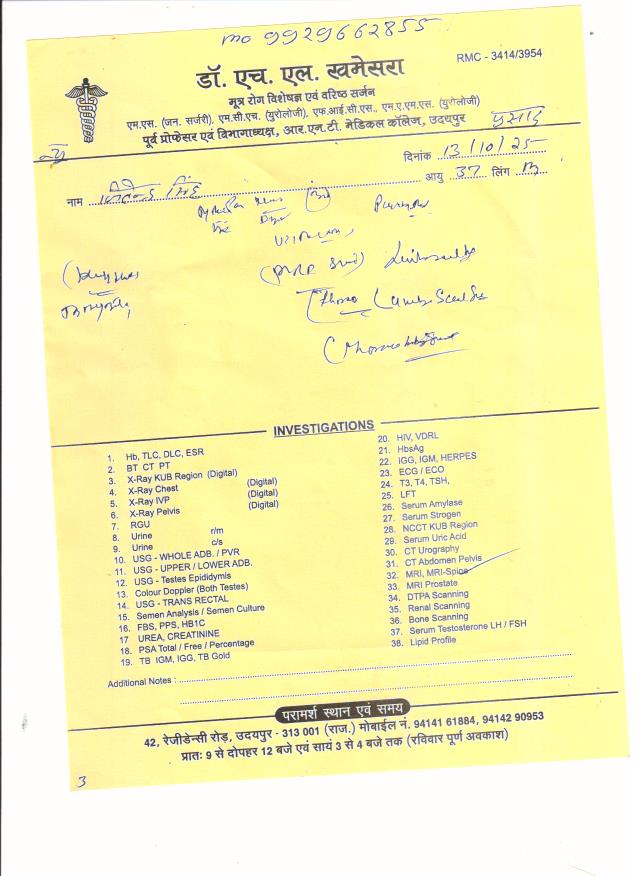 mo 9929662855
RMC - 3414/3954
डॉ. एच. एल. खमेसरा
मूत्र रोग विशेषज्ञ एवं वरिष्ठ सर्जन
एम.एस. (जन. सर्जरी), एम.सी.एच. (युरोलोजी), एफ.आई.सी.एस., एम.ए.एम.एस. (युरोलोजी)
पूर्व प्रोफेसर एवं विभागाध्यक्ष, आर.एन.टी. मेडिकल कॉलेज, उदयपुर
दिनांक 13/10/25
नाम सिंह आयु 37 लिंग M
INVESTIGATIONS
1. Hb, TLC, DLC, ESR
2. BT CT PT
3. X-Ray KUB Region (Digital)
4. X-Ray Chest (Digital)
5. X-Ray IVP (Digital)
6. X-Ray Pelvis (Digital)
7. RGU
8. Urine r/m
9. Urine c/s
10. USG - WHOLE ADB. / PVR
11. USG - UPPER / LOWER ADB.
12. USG - Testes Epididymis
13. Colour Doppler (Both Testes)
14. USG - TRANS RECTAL
15. Semen Analysis / Semen Culture
16. FBS, PPS, HB1C
17 UREA, CREATININE
18. PSA Total / Free / Percentage
19. TB IGM, IGG, TB Gold
20. HIV, VDRL
21. HbsAg
22. IGG, IGM, HERPES
23. ECG / ECO
24. T3, T4, TSH,
25. LFT
26. Serum Amylase
27. Serum Strogen
28. NCCT KUB Region
29. Serum Uric Acid
30. CT Urography
31. CT Abdomen Pelvis
32. MRI, MRI-Spine
33. MRI Prostate
34. DTPA Scanning
35. Renal Scanning
36. Bone Scanning
37. Serum Testosterone LH / FSH
38. Lipid Profile
Additional Notes :
परामर्श स्थान एवं समय
42, रेजीडेन्सी रोड़, उदयपुर - 313 001 (राज.) मोबाईल नं. 94141 61884, 94142 90953
प्रातः 9 से दोपहर 12 बजे एवं सायं 3 से 4 बजे तक (रविवार पूर्ण अवकाश)
3